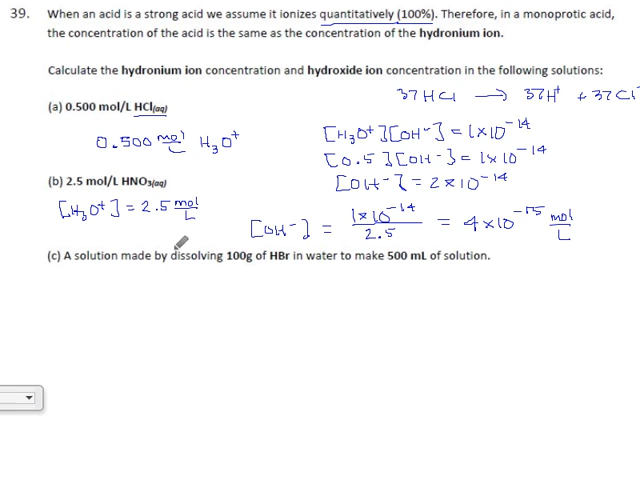 39. When an acid is a strong acid we assume it ionizes quantitatively (100%). Therefore, in a monoprotic acid,
the concentration of the acid is the same as the concentration of the hydronium ion.
Calculate the hydronium ion concentration and hydroxide ion concentration in the following solutions:
37HCl → 37H⁺ + 37Cl⁻
(a) 0.500 mol/L HCl(aq)
0.500 mol/L H₃O⁺
[H₃O⁺][OH⁻] = 1×10⁻¹⁴
[0.5][OH⁻] = 1×10⁻¹⁴
[OH⁻] = 2×10⁻¹⁴
(b) 2.5 mol/L HNO₃(aq)
[H₃O⁺] = 2.5 mol/L
[OH⁻] = 1×10⁻¹⁴/2.5 = 4×10⁻¹⁵ mol/L
(c) A solution made by dissolving 100g of HBr in water to make 500 mL of solution.